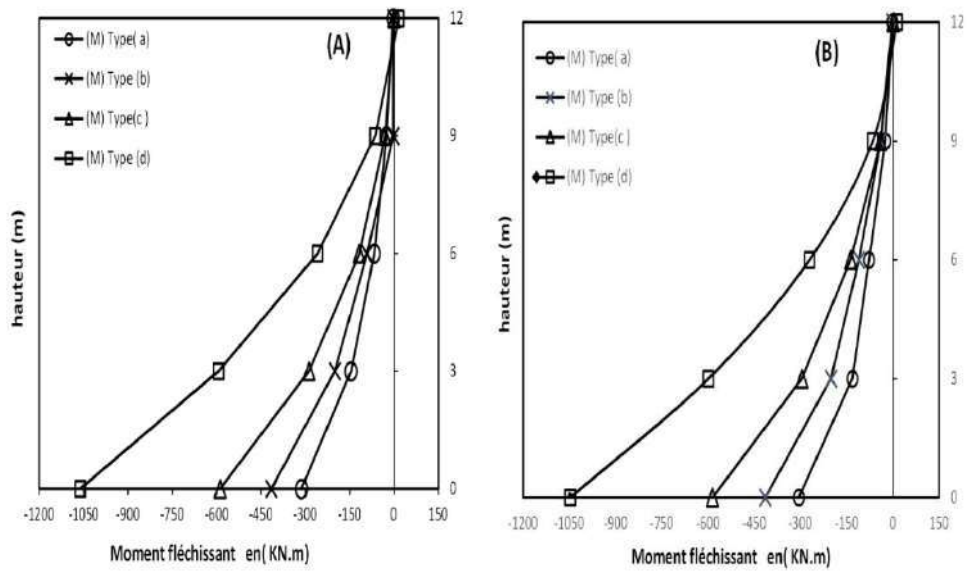 (A)
(M) Type( a)
(M) Type (b)
(M) Type(c )
(M) Type (d)
12
9
6
3
0
hauteur (m)
-1200 -1050 -900 -750 -600 -450 -300 -150 0 150
Moment fléchissant en( KN.m)
(B)
(M) Type( a)
(M) Type (b)
(M) Type(c )
(M) Type (d)
12
9
6
3
0
hauteur (m)
-1200 -1050 -900 -750 -600 -450 -300 -150 0 150
Moment fléchissant en( KN.m)